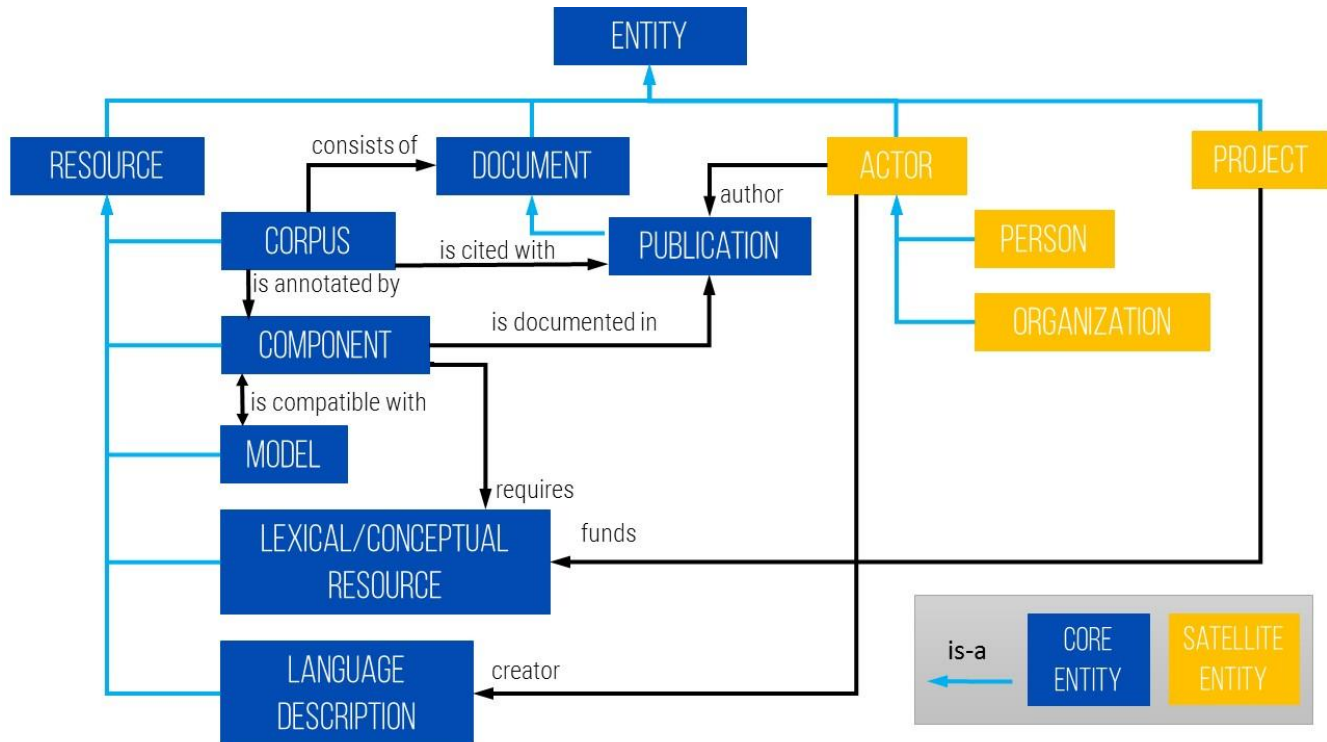 ENTITY
RESOURCE
consists of
DOCUMENT
ACTOR
PROJECT
author
CORPUS
is cited with
PUBLICATION
PERSON
is annotated by
ORGANIZATION
COMPONENT
is documented in
is compatible with
MODEL
requires
LEXICAL/CONCEPTUAL
RESOURCE
funds
LANGUAGE
DESCRIPTION
creator
is-a
CORE
ENTITY
SATELLITE
ENTITY